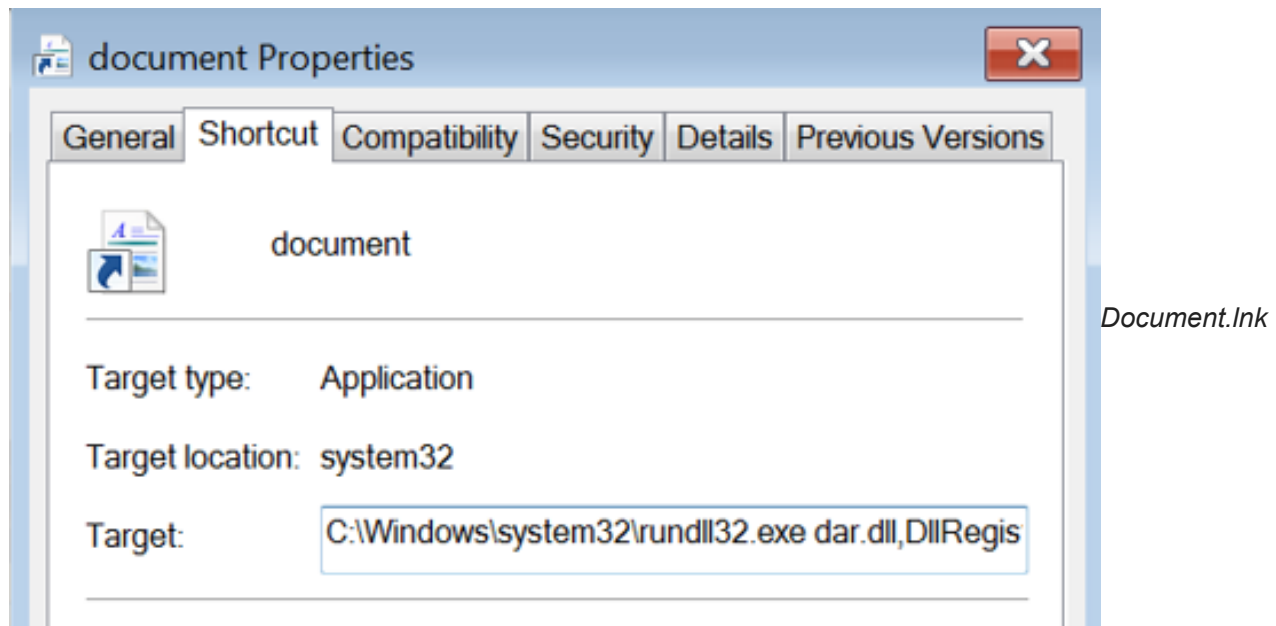 document Properties
General Shortcut Compatibility Security Details Previous Versions
document
Document.lnk
Target type: Application
Target location: system32
Target: C:\Windows\system32\rundll32.exe dar.dll,DllRegis